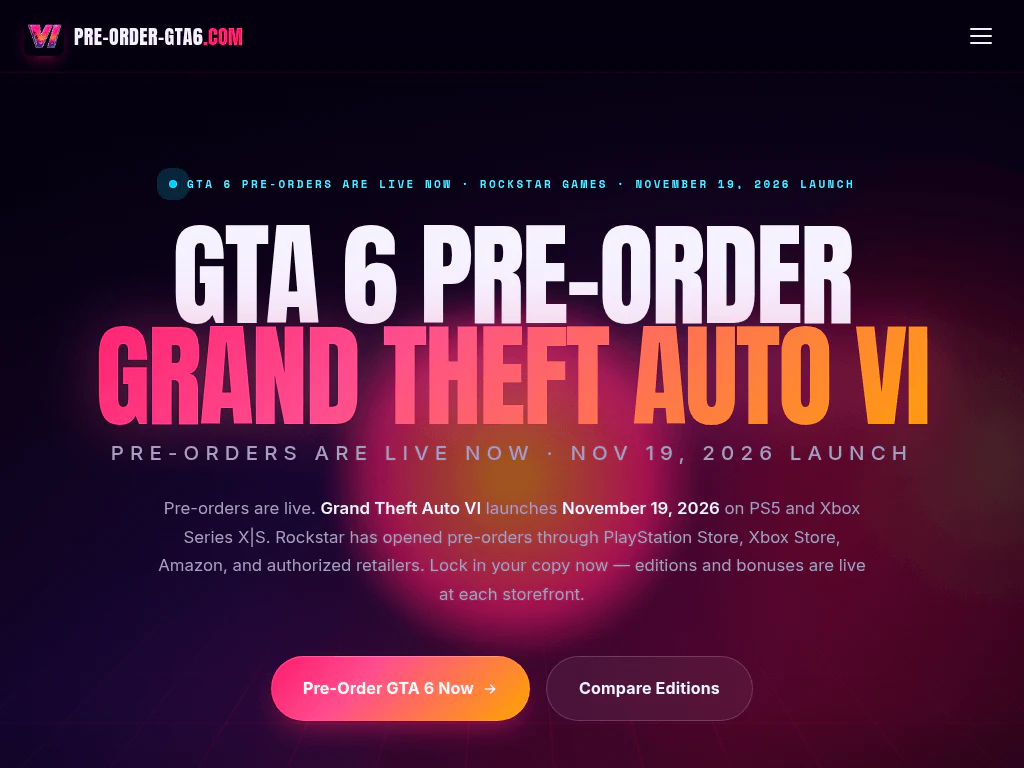 VI PRE-ORDER-GTA6.COM
GTA 6 PRE-ORDERS ARE LIVE NOW · ROCKSTAR GAMES · NOVEMBER 19, 2026 LAUNCH
GTA 6 PRE-ORDER
GRAND THEFT AUTO VI
PRE-ORDERS ARE LIVE NOW · NOV 19, 2026 LAUNCH
Pre-orders are live. Grand Theft Auto VI launches November 19, 2026 on PS5 and Xbox
Series X|S. Rockstar has opened pre-orders through PlayStation Store, Xbox Store,
Amazon, and authorized retailers. Lock in your copy now — editions and bonuses are live
at each storefront.
Pre-Order GTA 6 Now →
Compare Editions